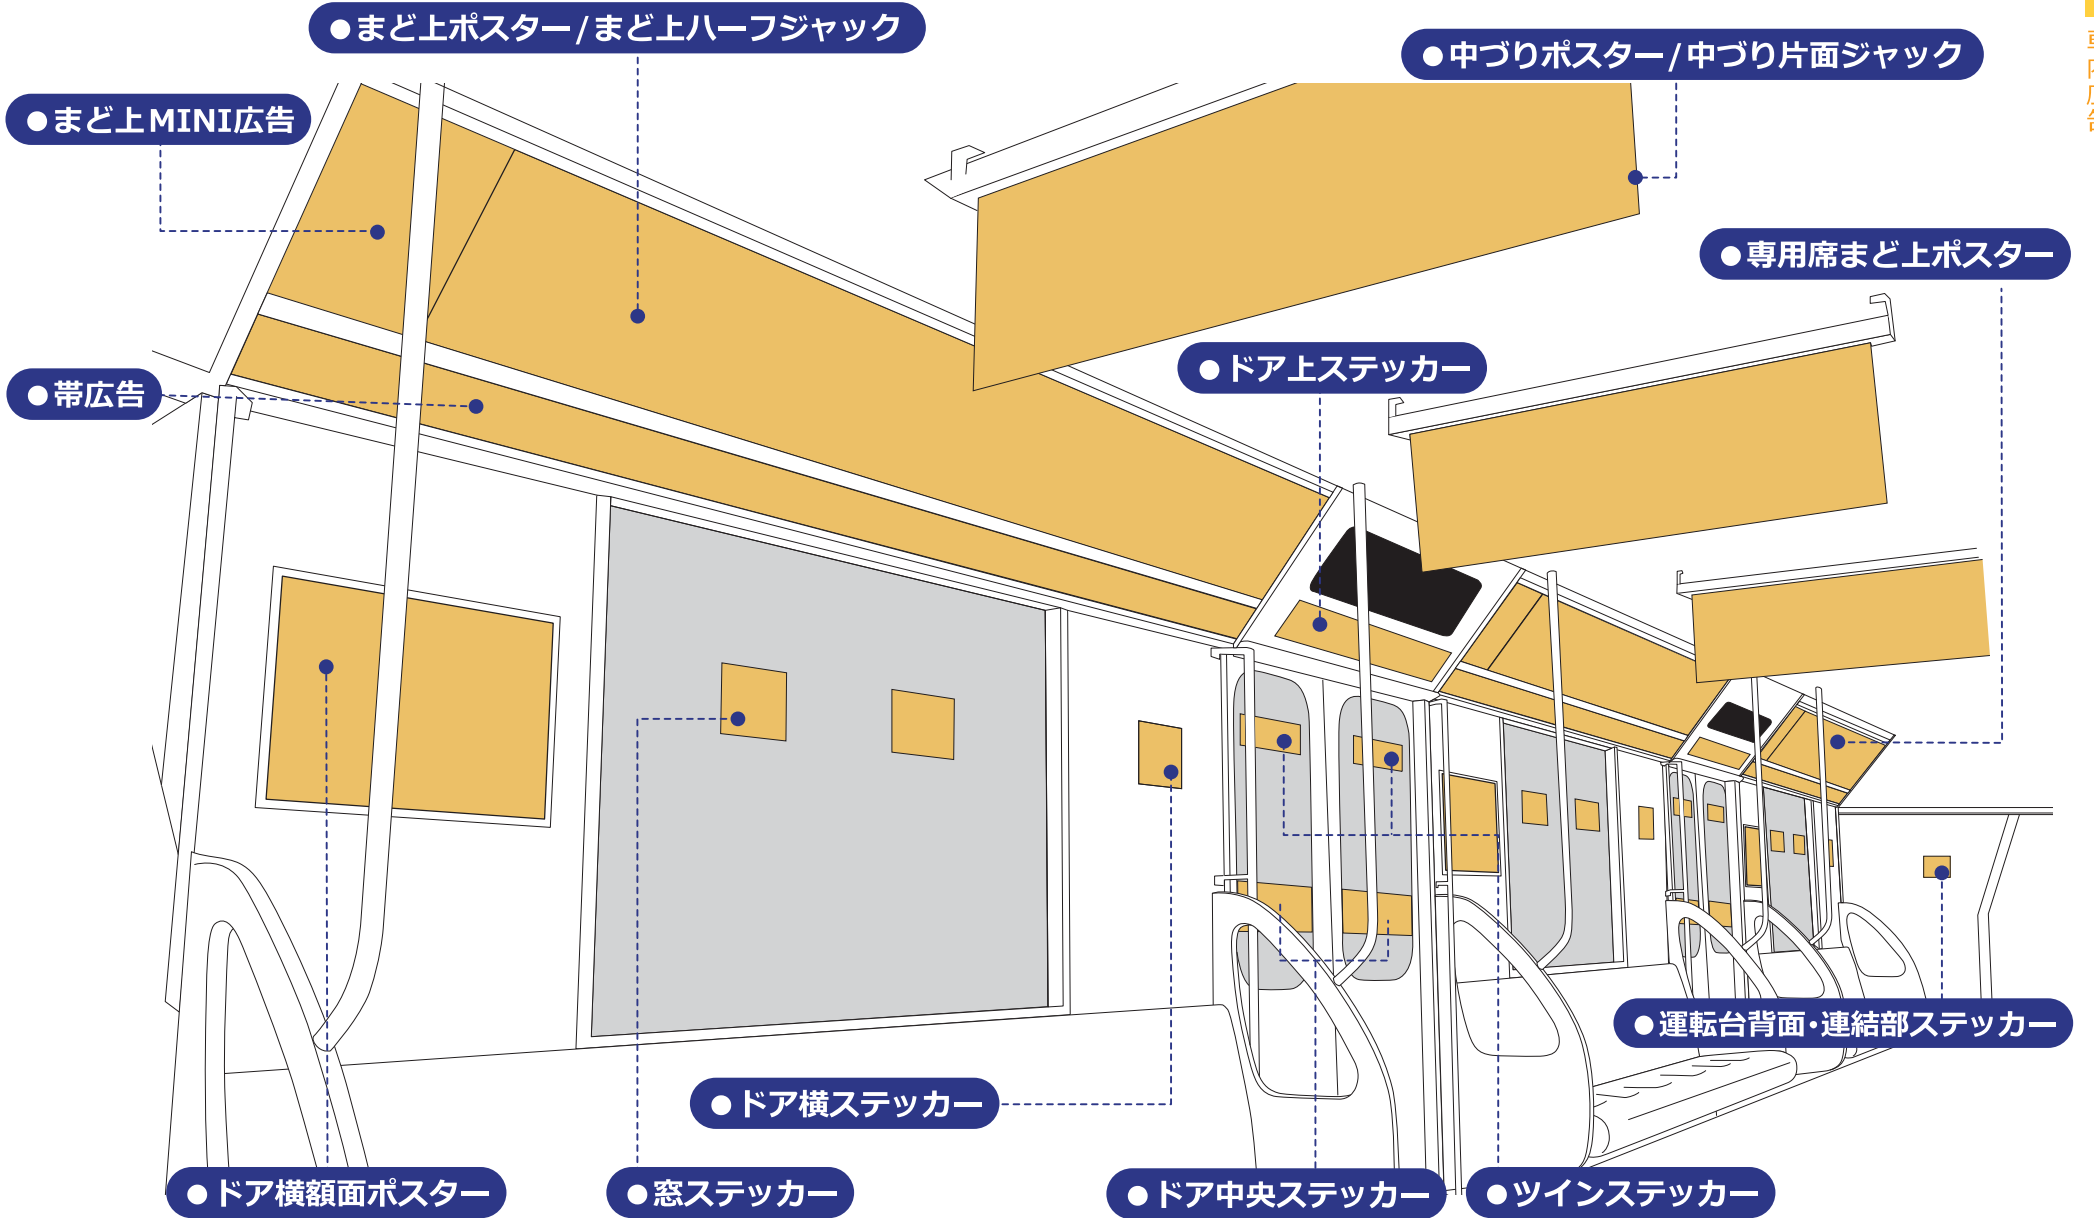 ●まど上ポスター/まど上ハーフジャック
●中づりポスター/中づり片面ジャック
●まど上MINI広告
●専用席まど上ポスター
●ドア上ステッカー
●帯広告
●運転台背面・連結部ステッカー
●ドア横ステッカー
●ドア横額面ポスター
●窓ステッカー
●ドア中央ステッカー
●ツインステッカー